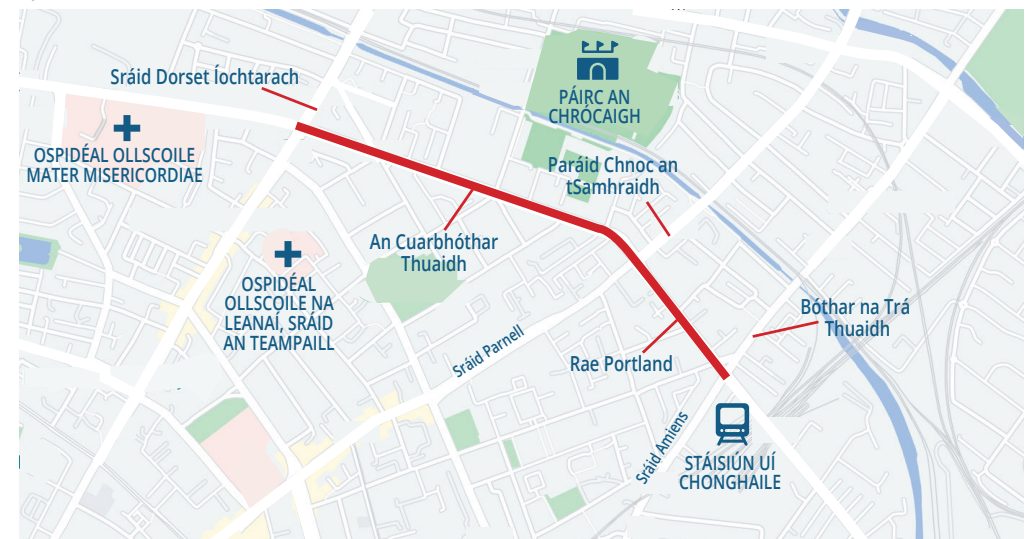 Sráid Dorset Íochtarach
PÁIRC AN
CHRÓCAIGH
OSPIDÉAL OLLSCOILE
MATER MISERICORDIAE
Paráid Chnoc an
tSamhraidh
An Cuarbhóthar
Thuaidh
OSPIDÉAL
OLLSCOILE NA
LEANAÍ, SRÁID
AN TEAMPAILL
Bóthar na Trá
Thuaidh
Sráid Parnell
Rae Portland
Sráid Amiens
STÁISIÚN UÍ
CHONGHAILE